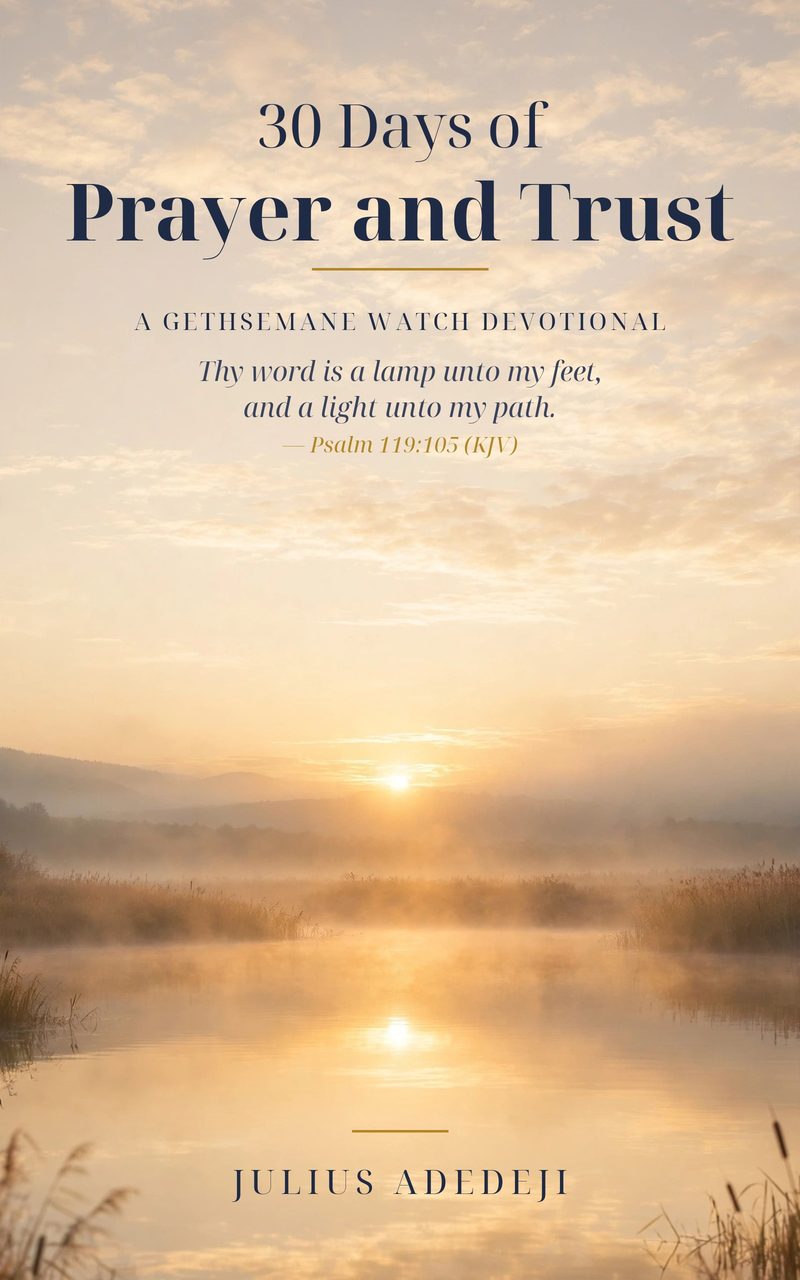 30 Days of
Prayer and Trust
A GETHSEMANE WATCH DEVOTIONAL
Thy word is a lamp unto my feet,
and a light unto my path.
— Psalm 119:105 (KJV)
JULIUS ADEDEJI